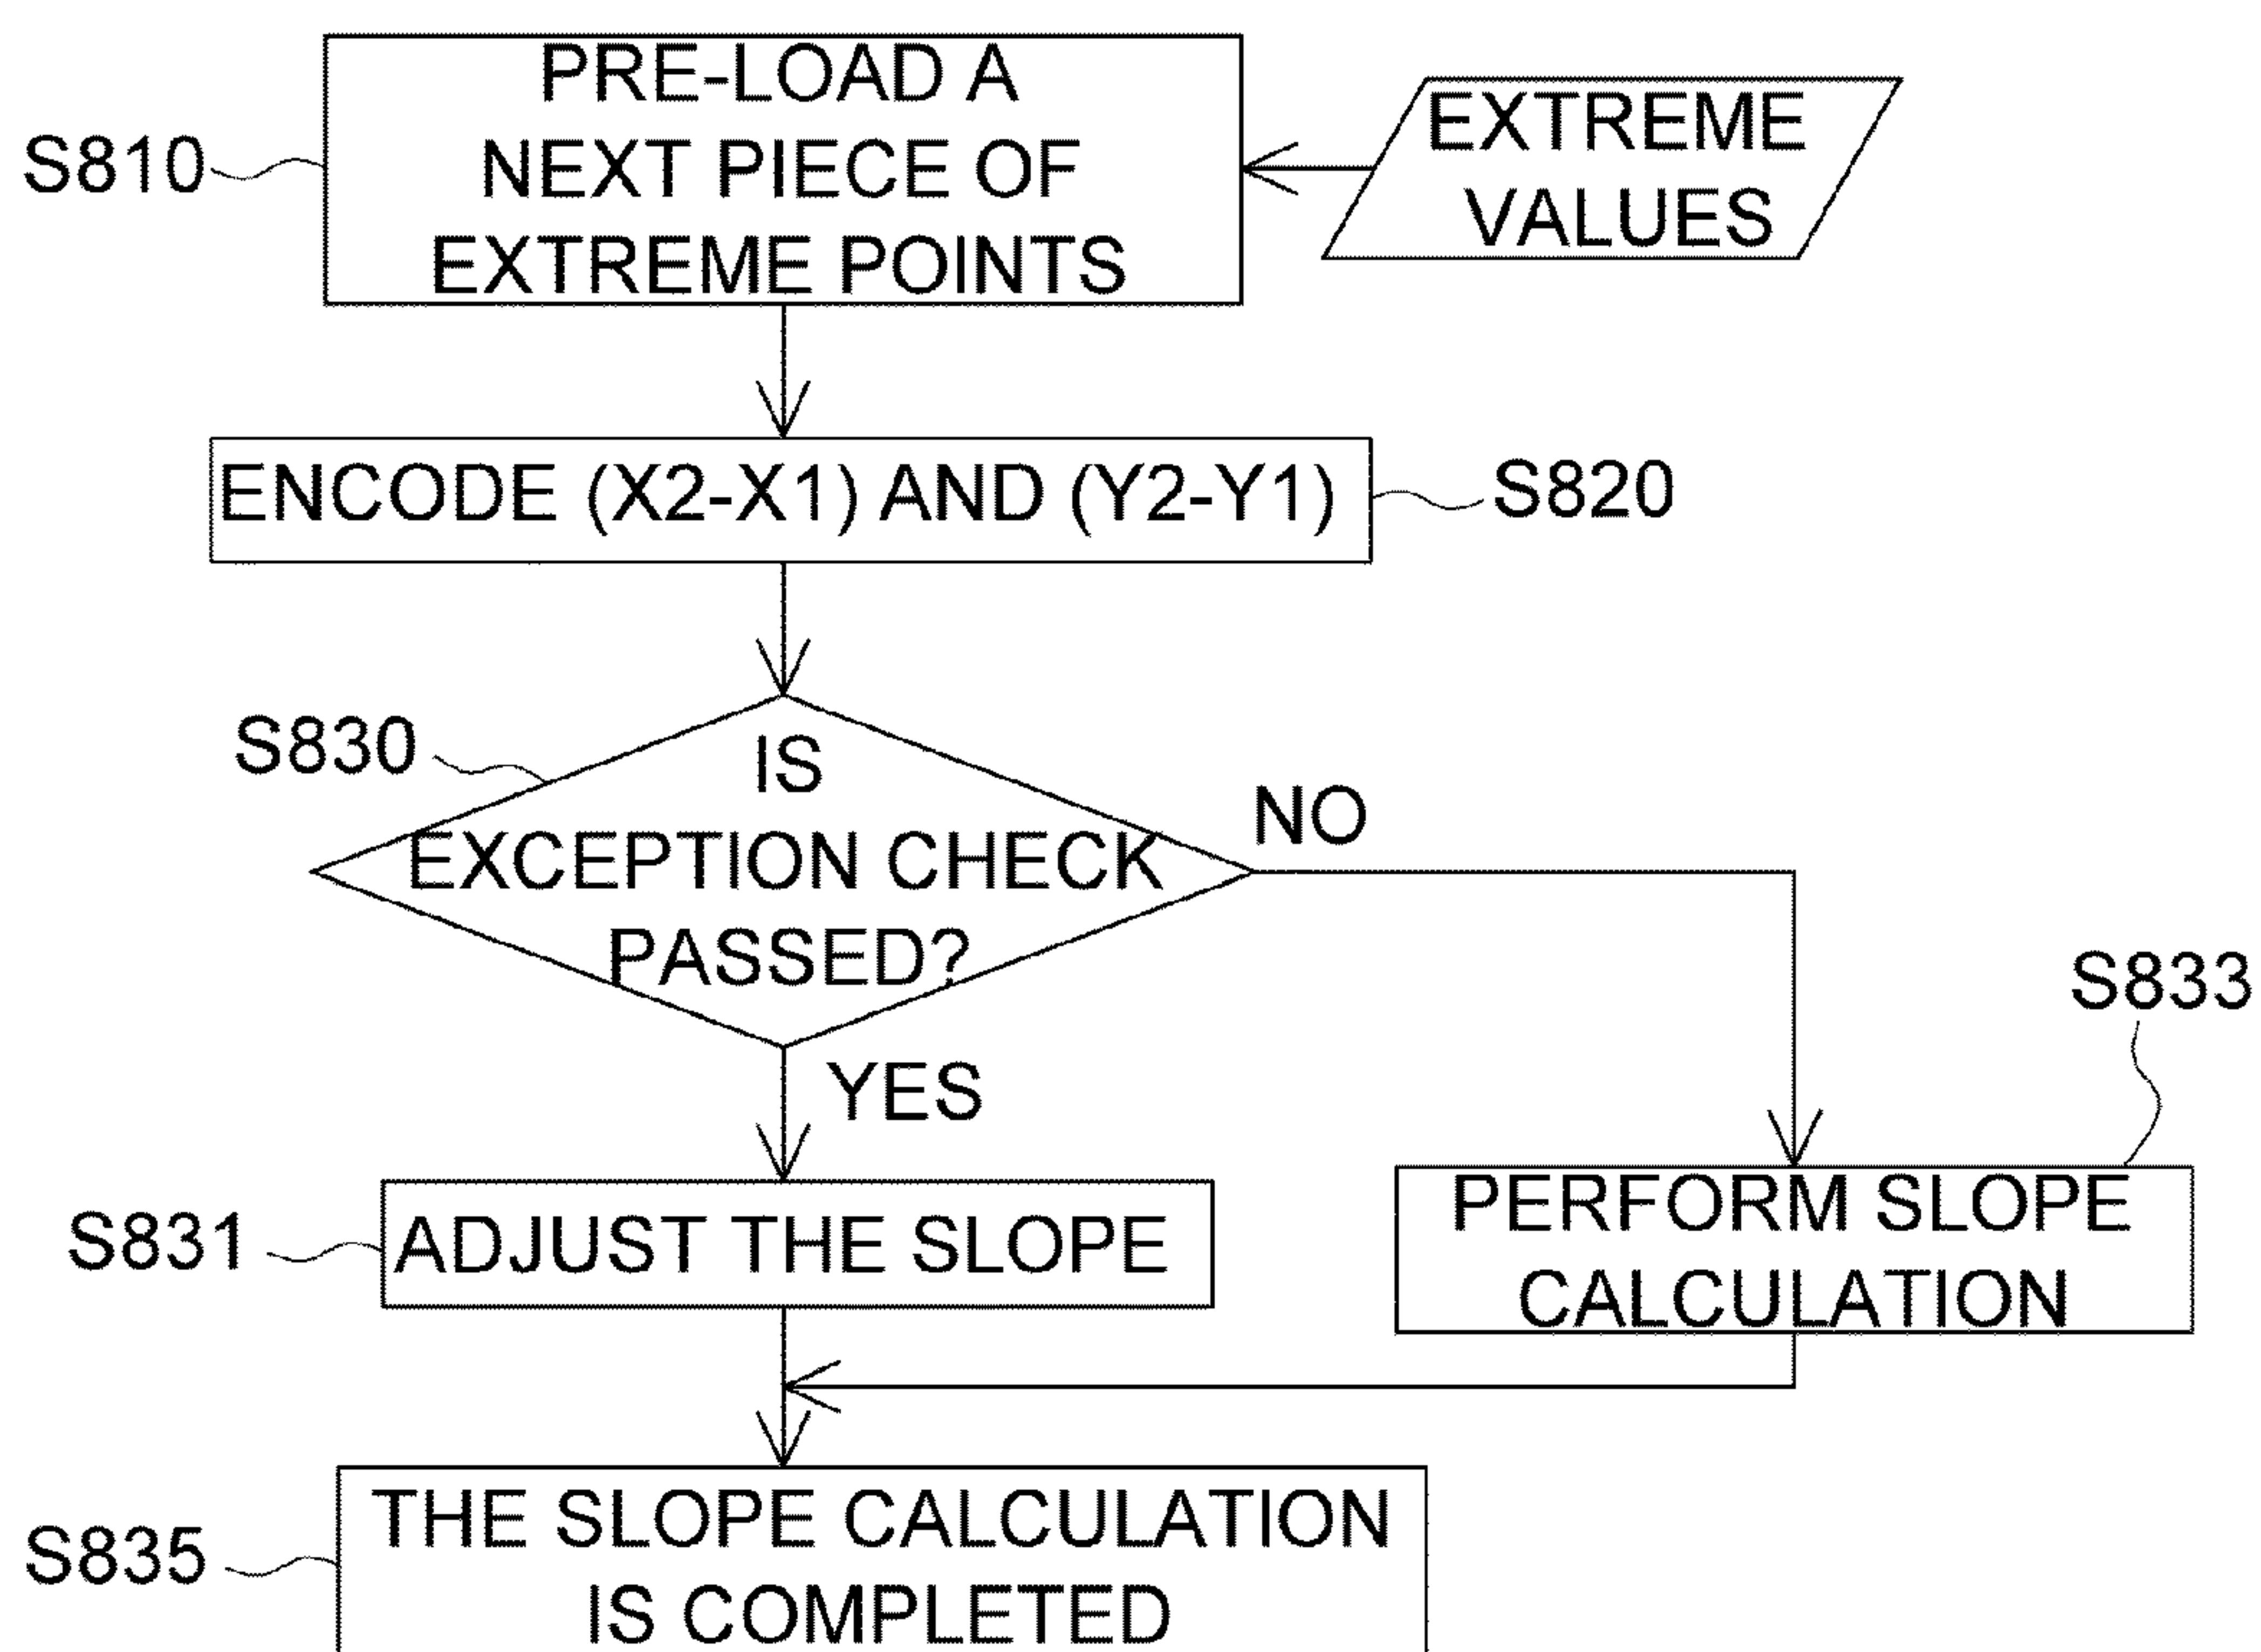 PRE-LOAD A
NEXT PIECE OF
EXTREME POINTS
S810
EXTREME
VALUES
ENCODE (X2-X1) AND (Y2-Y1)
S820
S830
IS
EXCEPTION CHECK
PASSED?
NO
YES
S833
S831
ADJUST THE SLOPE
PERFORM SLOPE
CALCULATION
S835
THE SLOPE CALCULATION
IS COMPLETED